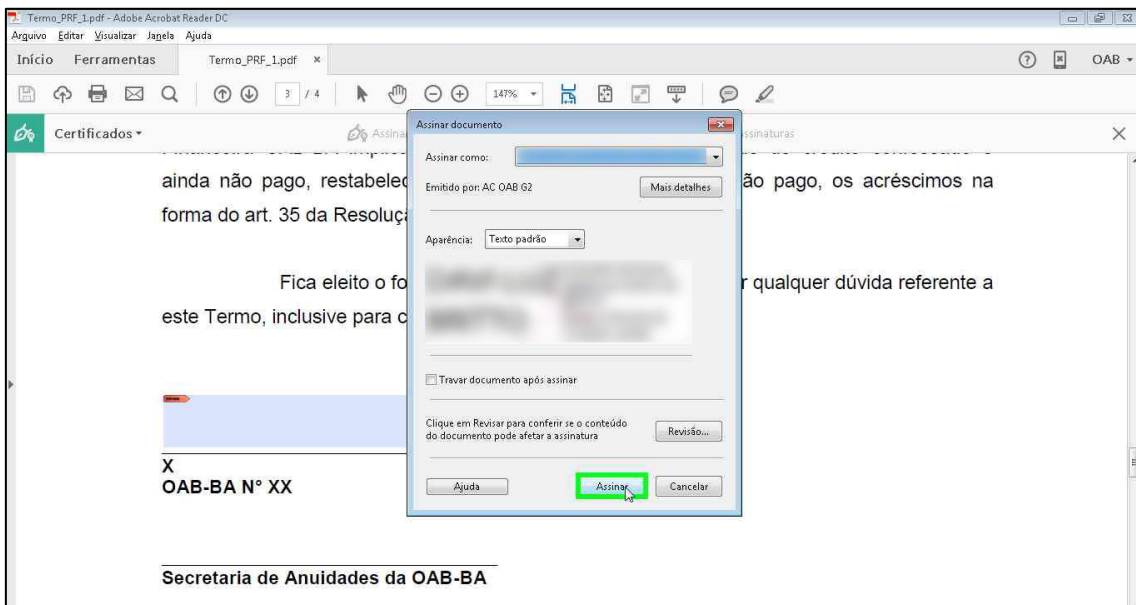 Termo_PRF_1.pdf - Adobe Acrobat Reader DC
Arquivo Editar Visualizar Janela Ajuda
Início Ferramentas Termo_PRF_1.pdf × OAB
3 / 4 147%
Certificados Assina ssinaturas
ainda não pago, restabelec ão pago, os acréscimos na
forma do art. 35 da Resoluç
Fica eleito o fo r qualquer dúvida referente a
este Termo, inclusive para c
X
OAB-BA N° XX
Secretaria de Anuidades da OAB-BA
Assinar documento
Assinar como:
Emitido por: AC OAB G2 Mais detalhes
Aparência: Texto padrão
Travar documento após assinar
Clique em Revisar para conferir se o conteúdo
do documento pode afetar a assinatura Revisão...
Ajuda Assinar Cancelar